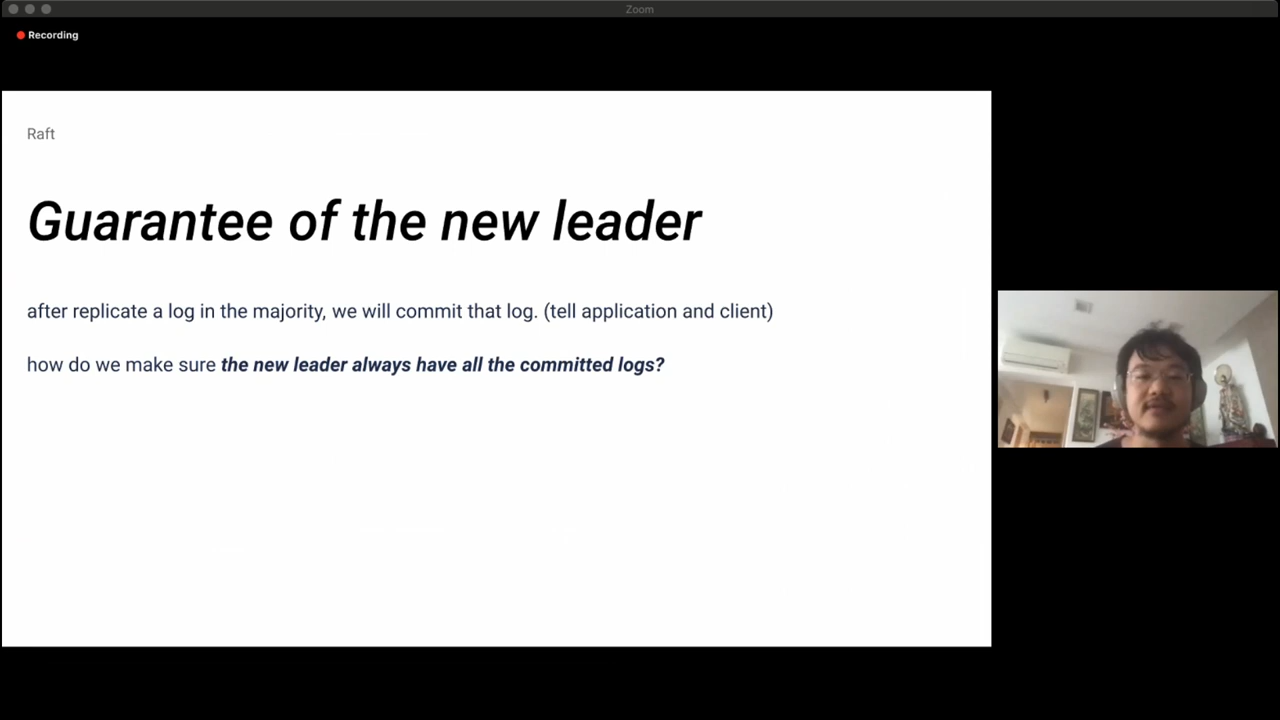 Zoom
Recording
Raft
Guarantee of the new leader
after replicate a log in the majority, we will commit that log. (tell application and client)
how do we make sure the new leader always have all the committed logs?